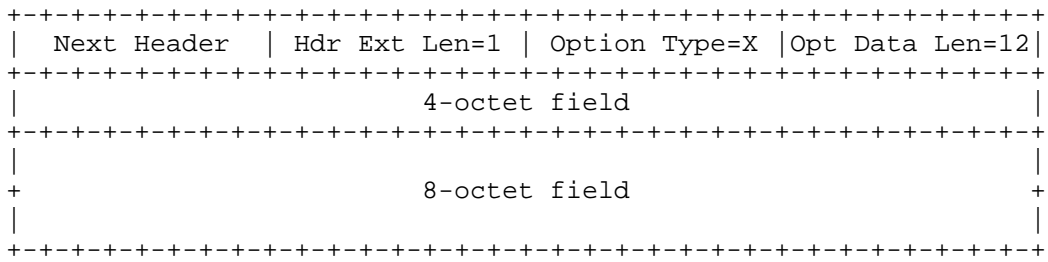 +-+-+-+-+-+-+-+-+-+-+-+-+-+-+-+-+-+-+-+-+-+-+-+-+-+-+-+-+-+-+-+-+
|  Next Header  | Hdr Ext Len=1 | Option Type=X |Opt Data Len=12|
+-+-+-+-+-+-+-+-+-+-+-+-+-+-+-+-+-+-+-+-+-+-+-+-+-+-+-+-+-+-+-+-+
|                         4-octet field                         |
+-+-+-+-+-+-+-+-+-+-+-+-+-+-+-+-+-+-+-+-+-+-+-+-+-+-+-+-+-+-+-+-+
|                                                               |
+                         8-octet field                         +
|                                                               |
+-+-+-+-+-+-+-+-+-+-+-+-+-+-+-+-+-+-+-+-+-+-+-+-+-+-+-+-+-+-+-+-+